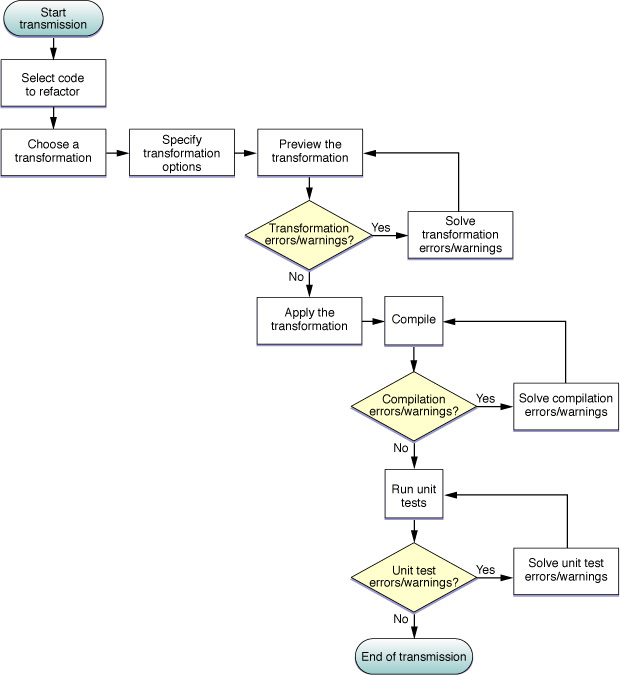 Start
transmission
Select code
to refactor
Choose a
transformation
Specify
transformation
options
Preview the
transformation
Transformation
errors/warnings?
Yes
Solve
transformation
errors/warnings
No
Apply the
transformation
Compile
Compilation
errors/warnings?
Yes
Solve compilation
errors/warnings
No
Run unit
tests
Unit test
errors/warnings?
Yes
Solve unit test
errors/warnings
No
End of transmission